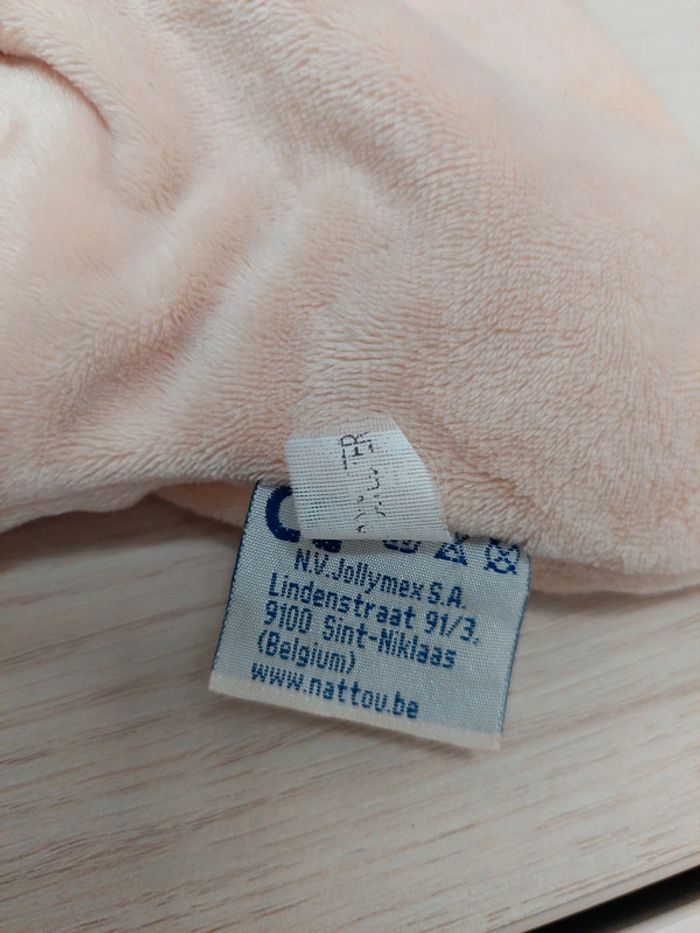 N.V.Jollymex S.A.
Lindenstraat 91/3.
9100 Sint-Niklaas
(Belgium)
www.nattou.be